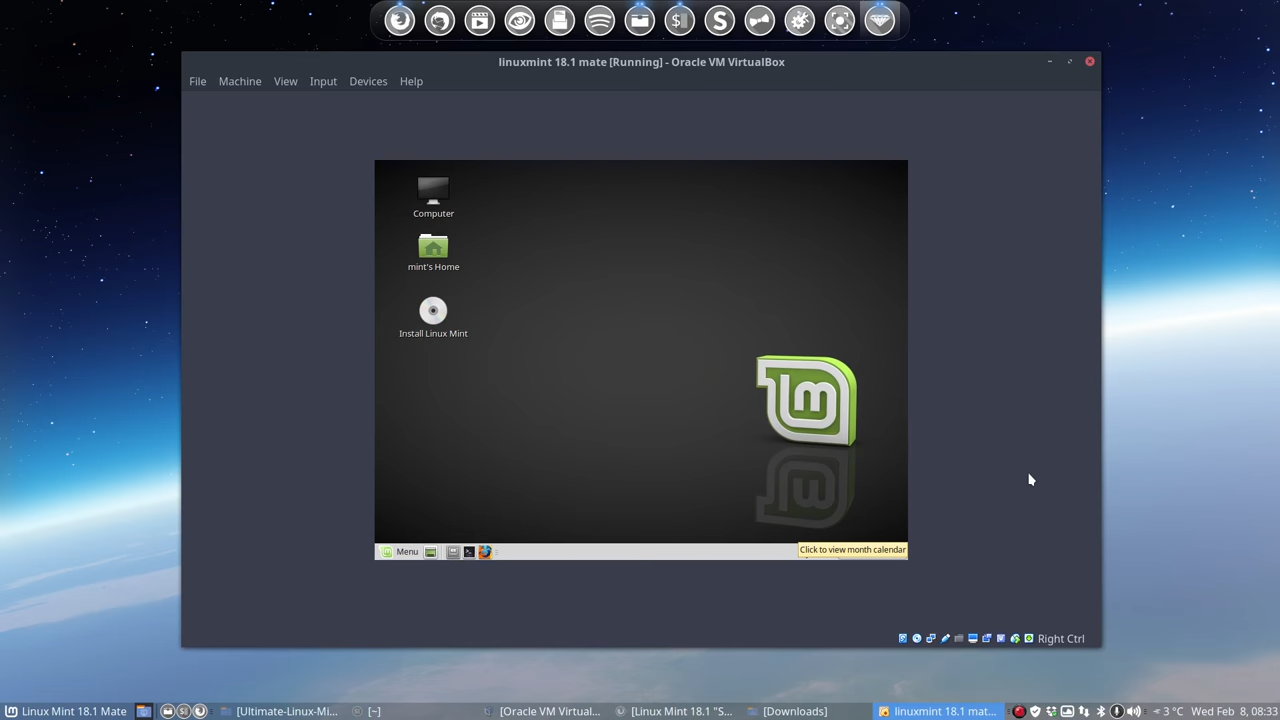 linuxmint 18.1 mate [Running] - Oracle VM VirtualBox
File Machine View Input Devices Help
Computer
mint's Home
Install Linux Mint
lm
Menu
Click to view month calendar
Right Ctrl
Linux Mint 18.1 Mate [Ultimate-Linux-Mi... [~] [Oracle VM Virtual... [Linux Mint 18.1 "S... [Downloads] linuxmint 18.1 mat... 3 °C Wed Feb 8, 08:33